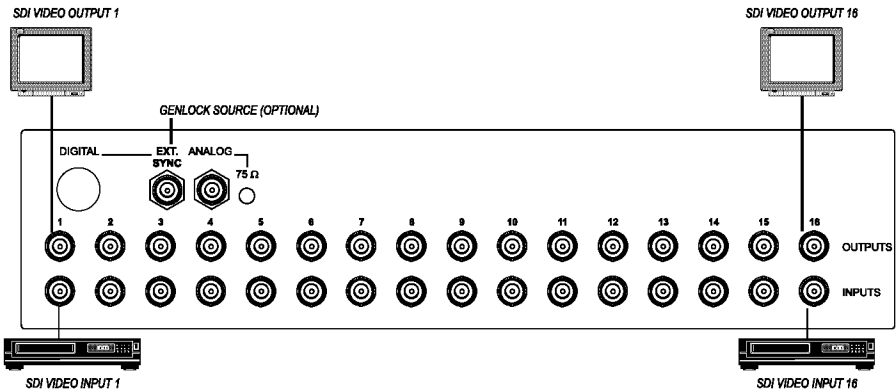 SDI VIDEO OUTPUT 1
SDI VIDEO OUTPUT 16
GENLOCK SOURCE (OPTIONAL)
DIGITAL EXT. SYNC ANALOG
75 Ω
1 2 3 4 5 6 7 8 9 10 11 12 13 14 15 16
OUTPUTS
INPUTS
SDI VIDEO INPUT 1
SDI VIDEO INPUT 16